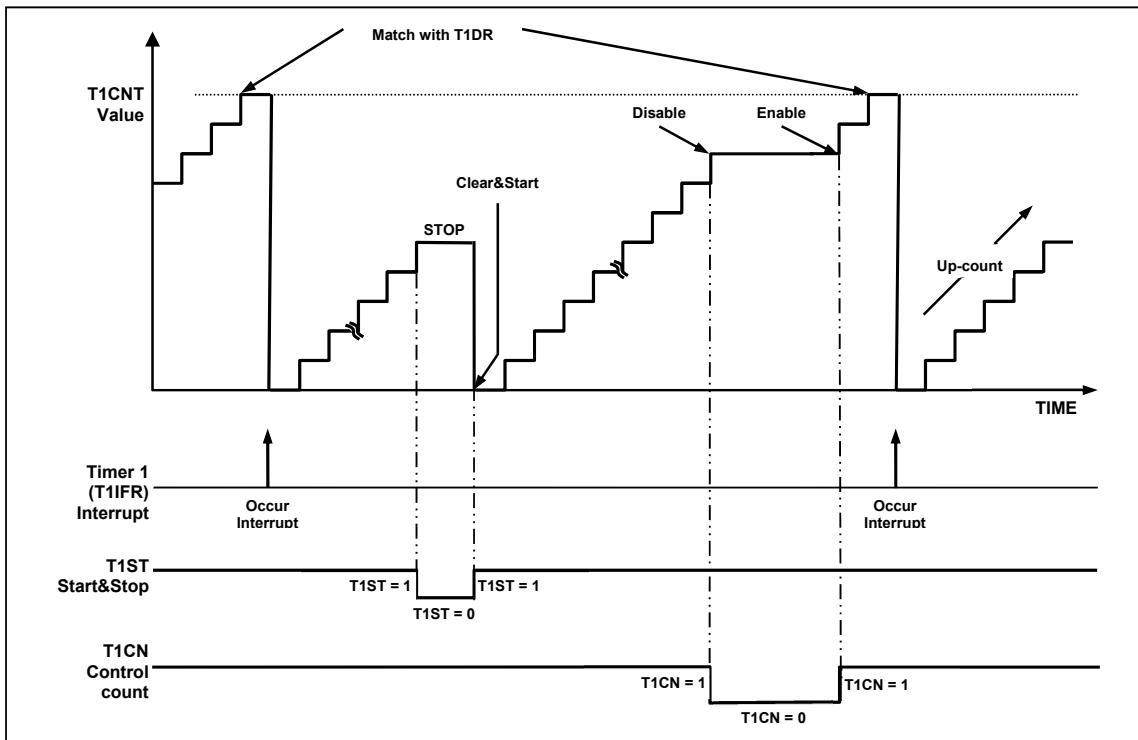 Match with T1DR
T1CNT
Value
Disable
Enable
Clear&Start
STOP
Up-count
TIME
Timer 1
(T1IFR)
Interrupt
Occur
Interrupt
Occur
Interrupt
T1ST
Start&Stop
T1ST = 1
T1ST = 1
T1ST = 0
T1CN
Control
count
T1CN = 1
T1CN = 1
T1CN = 0